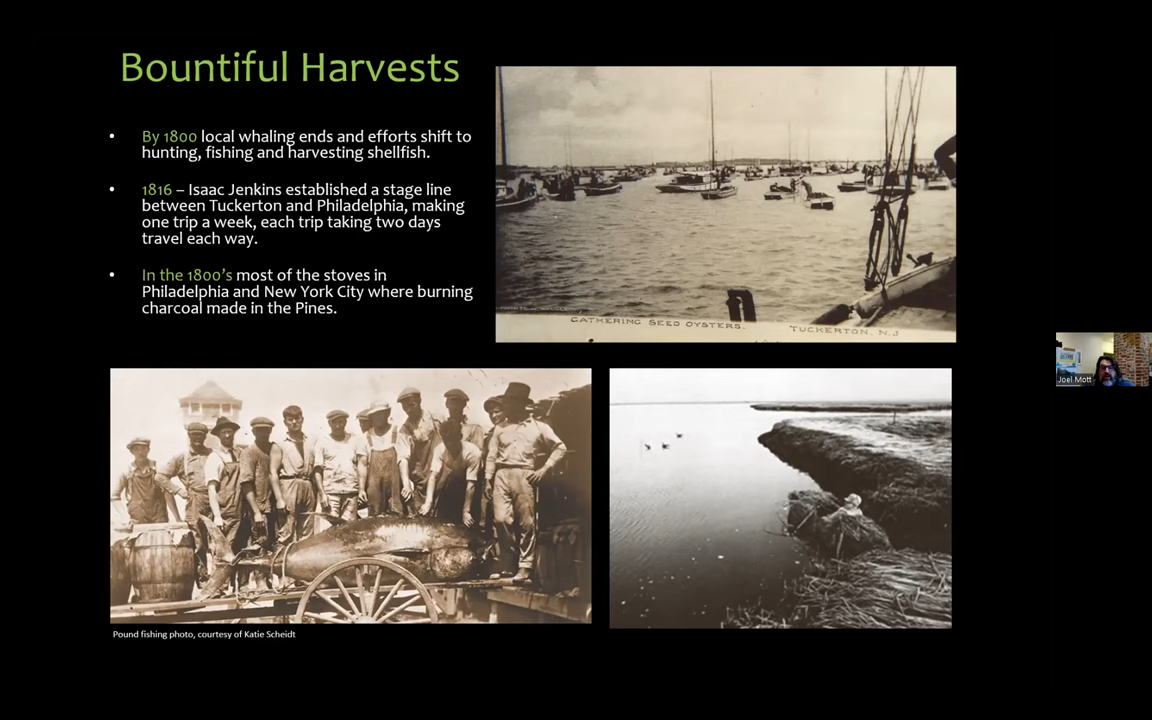 Bountiful Harvests
• By 1800 local whaling ends and efforts shift to
hunting, fishing and harvesting shellfish.
• 1816 – Isaac Jenkins established a stage line
between Tuckerton and Philadelphia, making
one trip a week, each trip taking two days
travel each way.
• In the 1800's most of the stoves in
Philadelphia and New York City where burning
charcoal made in the Pines.
GATHERING SEED OYSTERS. TUCKERTON, N.J
Pound fishing photo, courtesy of Katie Scheidt
Joel Mott